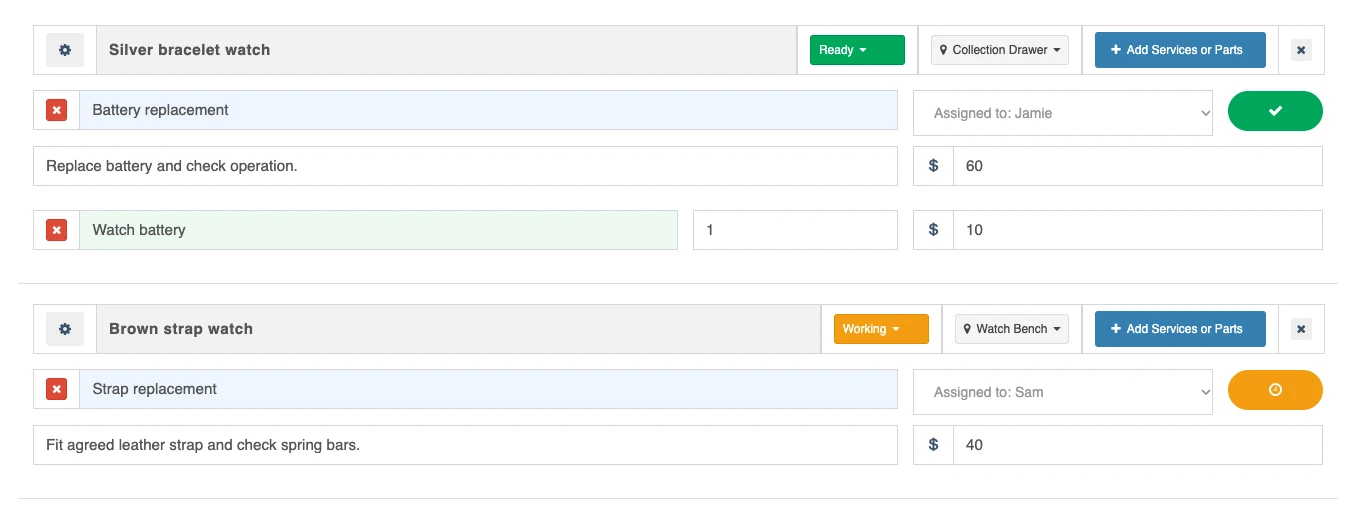 Silver bracelet watch
Ready
Collection Drawer
Add Services or Parts
Battery replacement
Assigned to: Jamie
Replace battery and check operation.
$ 60
Watch battery
1
$ 10
Brown strap watch
Working
Watch Bench
Add Services or Parts
Strap replacement
Assigned to: Sam
Fit agreed leather strap and check spring bars.
$ 40